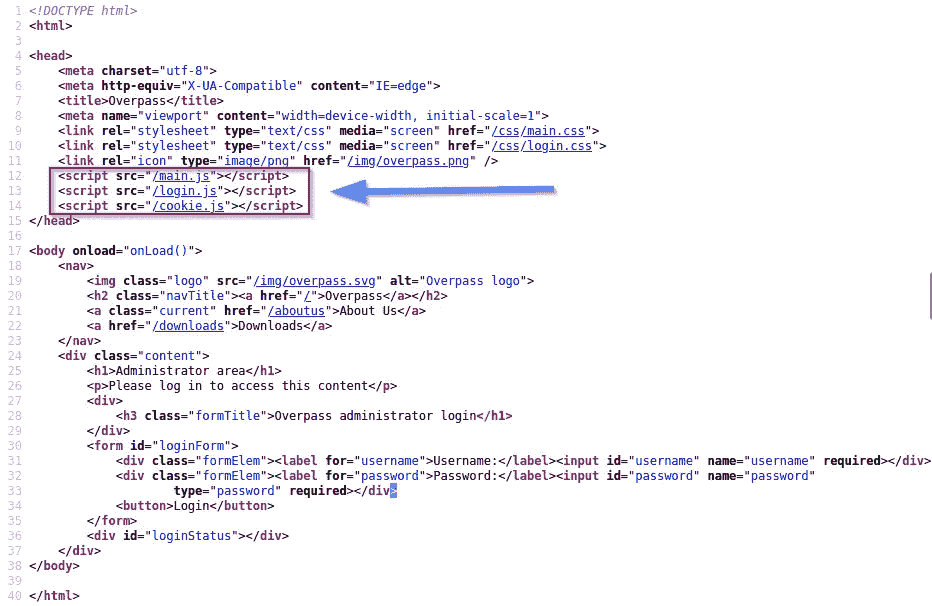 1 <!DOCTYPE html>
2 <html>
3
4 <head>
5 <meta charset="utf-8">
6 <meta http-equiv="X-UA-Compatible" content="IE=edge">
7 <title>Overpass</title>
8 <meta name="viewport" content="width=device-width, initial-scale=1">
9 <link rel="stylesheet" type="text/css" media="screen" href="/css/main.css">
10 <link rel="stylesheet" type="text/css" media="screen" href="/css/login.css">
11 <link rel="icon" type="image/png" href="/img/overpass.png" />
12 <script src="/main.js"></script>
13 <script src="/login.js"></script>
14 <script src="/cookie.js"></script>
15 </head>
16
17 <body onload="onLoad()">
18 <nav>
19 <img class="logo" src="/img/overpass.svg" alt="Overpass logo">
20 <h2 class="navTitle"><a href="/">Overpass</a></h2>
21 <a class="current" href="/aboutus">About Us</a>
22 <a href="/downloads">Downloads</a>
23 </nav>
24 <div class="content">
25 <h1>Administrator area</h1>
26 <p>Please log in to access this content</p>
27 <div>
28 <h3 class="formTitle">Overpass administrator login</h1>
29 </div>
30 <form id="loginForm">
31 <div class="formElem"><label for="username">Username:</label><input id="username" name="username" required></div>
32 <div class="formElem"><label for="password">Password:</label><input id="password" name="password"
33 type="password" required></div>
34 <button>Login</button>
35 </form>
36 <div id="loginStatus"></div>
37 </div>
38 </body>
39
40 </html>